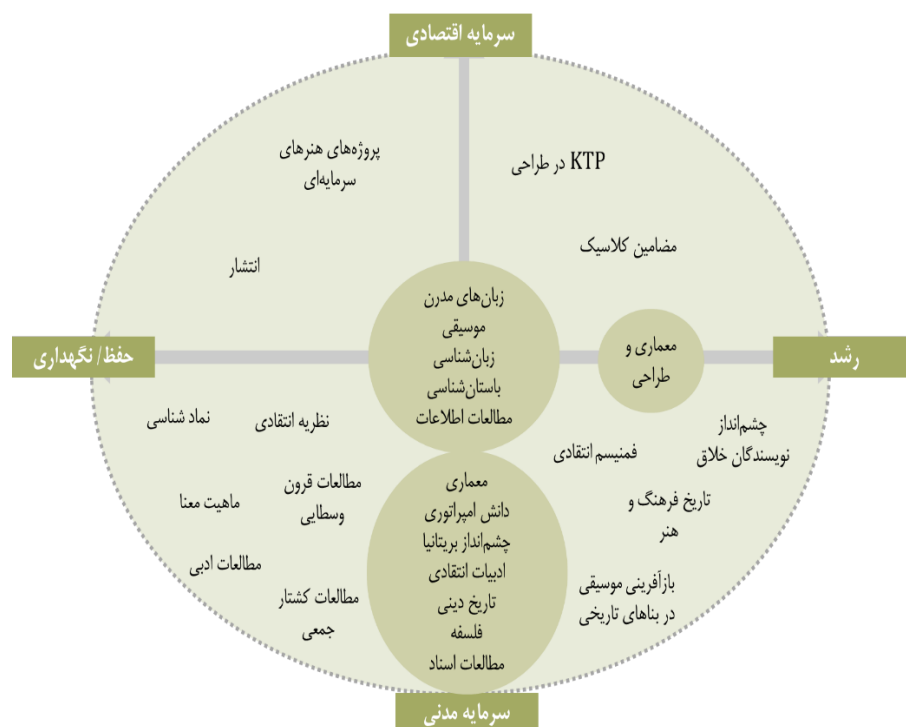 سرمایه اقتصادی
KTP در طراحی
پروژه‌های هنرهای
سرمایه‌ای
مضامین کلاسیک
انتشار
زبان‌های مدرن
موسیقی
زبان‌شناسی
باستان‌شناسی
مطالعات اطلاعات
معماری و
طراحی
رشد
حفظ/ نگهداری
چشم‌انداز
نویسندگان خلاق
فمنیسم انتقادی
تاریخ فرهنگ و
هنر
بازآفرینی موسیقی
در بناهای تاریخی
نظریه انتقادی
نماد شناسی
مطالعات قرون
وسطایی
ماهیت معنا
مطالعات ادبی
مطالعات کشتار
جمعی
معماری
دانش امپراتوری
چشم‌انداز بریتانیا
ادبیات انتقادی
تاریخ دینی
فلسفه
مطالعات اسناد
سرمایه مدنی